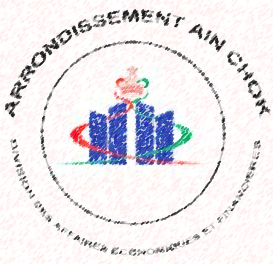 ARRONDISSEMENT AIN CHOK
DIVISION DES AFFAIRES ECONOMIQUES ET FINANCIERES